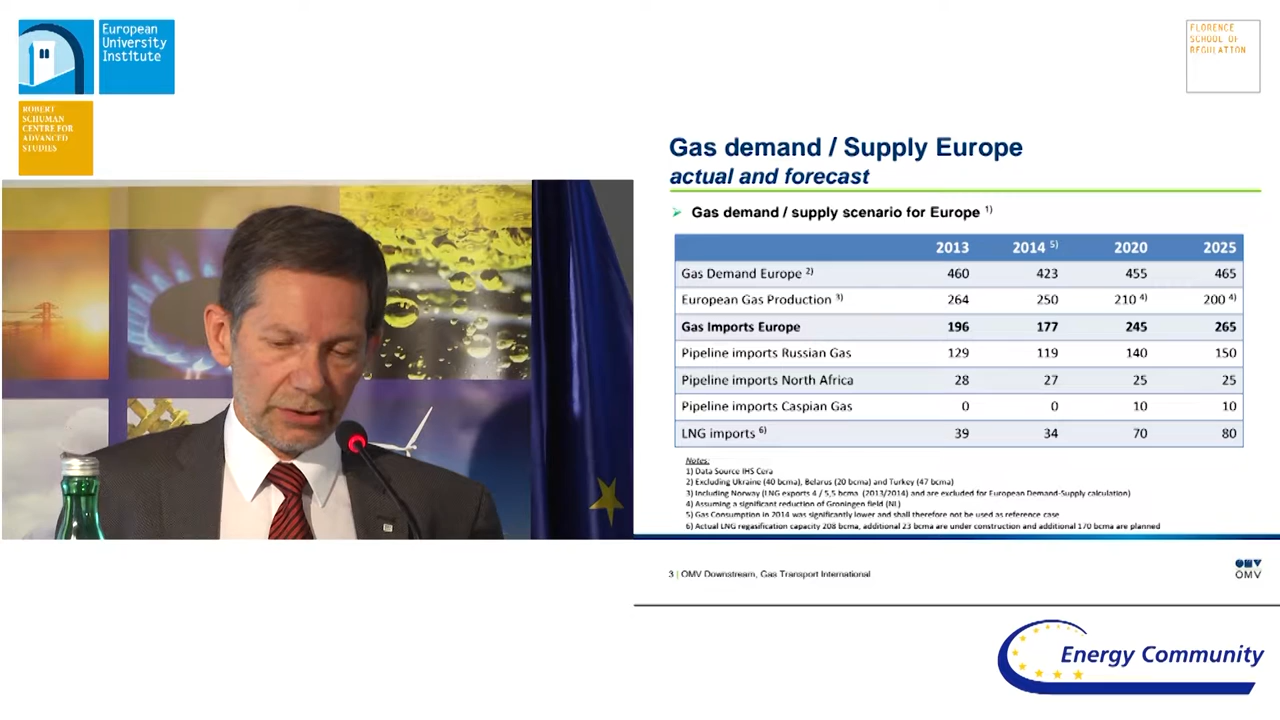 European
University
Institute
ROBERT
SCHUMAN
CENTRE FOR
ADVANCED
STUDIES
FLORENCE
SCHOOL OF
REGULATION
Gas demand / Supply Europe
actual and forecast
Gas demand / supply scenario for Europe 1)
2013 2014 5) 2020 2025
Gas Demand Europe 2) 460 423 455 465
European Gas Production 3) 264 250 210 4) 200 4)
Gas Imports Europe 196 177 245 265
Pipeline imports Russian Gas 129 119 140 150
Pipeline imports North Africa 28 27 25 25
Pipeline imports Caspian Gas 0 0 10 10
LNG imports 6) 39 34 70 80
Notes:
1) Data Source IHS Cera
2) Excluding Ukraine (40 bcma), Belarus (20 bcma) and Turkey (47 bcma)
3) Including Norway (LNG exports 4 / 5,5 bcma (2013/2014) and are excluded for European Demand-Supply calculation)
4) Assuming a significant reduction of Groningen field (NL)
5) Gas Consumption in 2014 was significantly lower and shall therefore not be used as reference case
6) Actual LNG regasification capacity 208 bcma, additional 23 bcma are under construction and additional 170 bcma are planned
3 | OMV Downstream, Gas Transport International
OMV
Energy Community